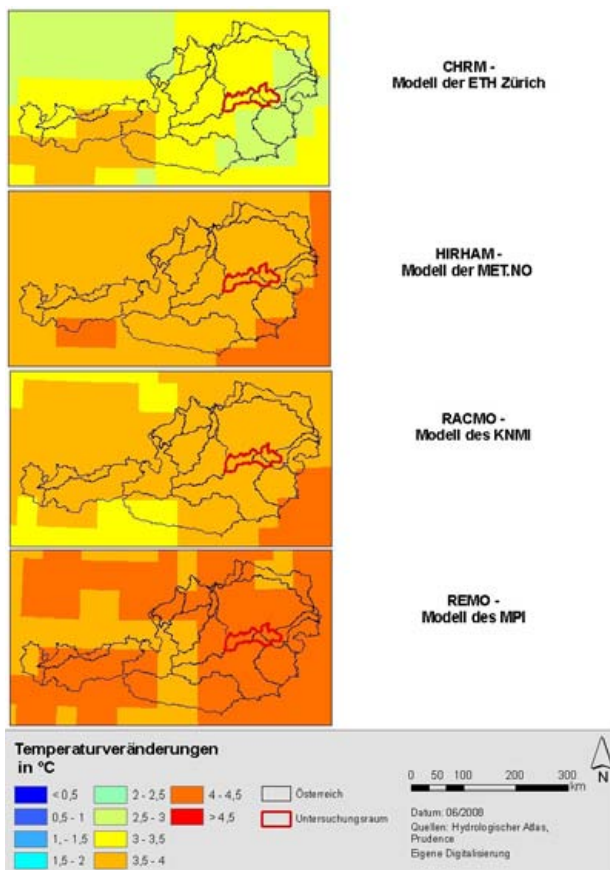 CHRM -
Modell der ETH Zürich
HIRHAM -
Modell der MET.NO
RACMO -
Modell des KNMI
REMO -
Modell des MPI
Temperaturveränderungen
in °C
< 0,5
0,5 - 1
1, - 1,5
1,5 - 2
2 - 2,5
2,5 - 3
3 - 3,5
3,5 - 4
4 - 4,5
> 4,5
Österreich
Untersuchungsraum
0 50 100 200 300
km
N
Datum: 06/2008
Quellen: Hydrologischer Atlas,
Prudence
Eigene Digitalisierung